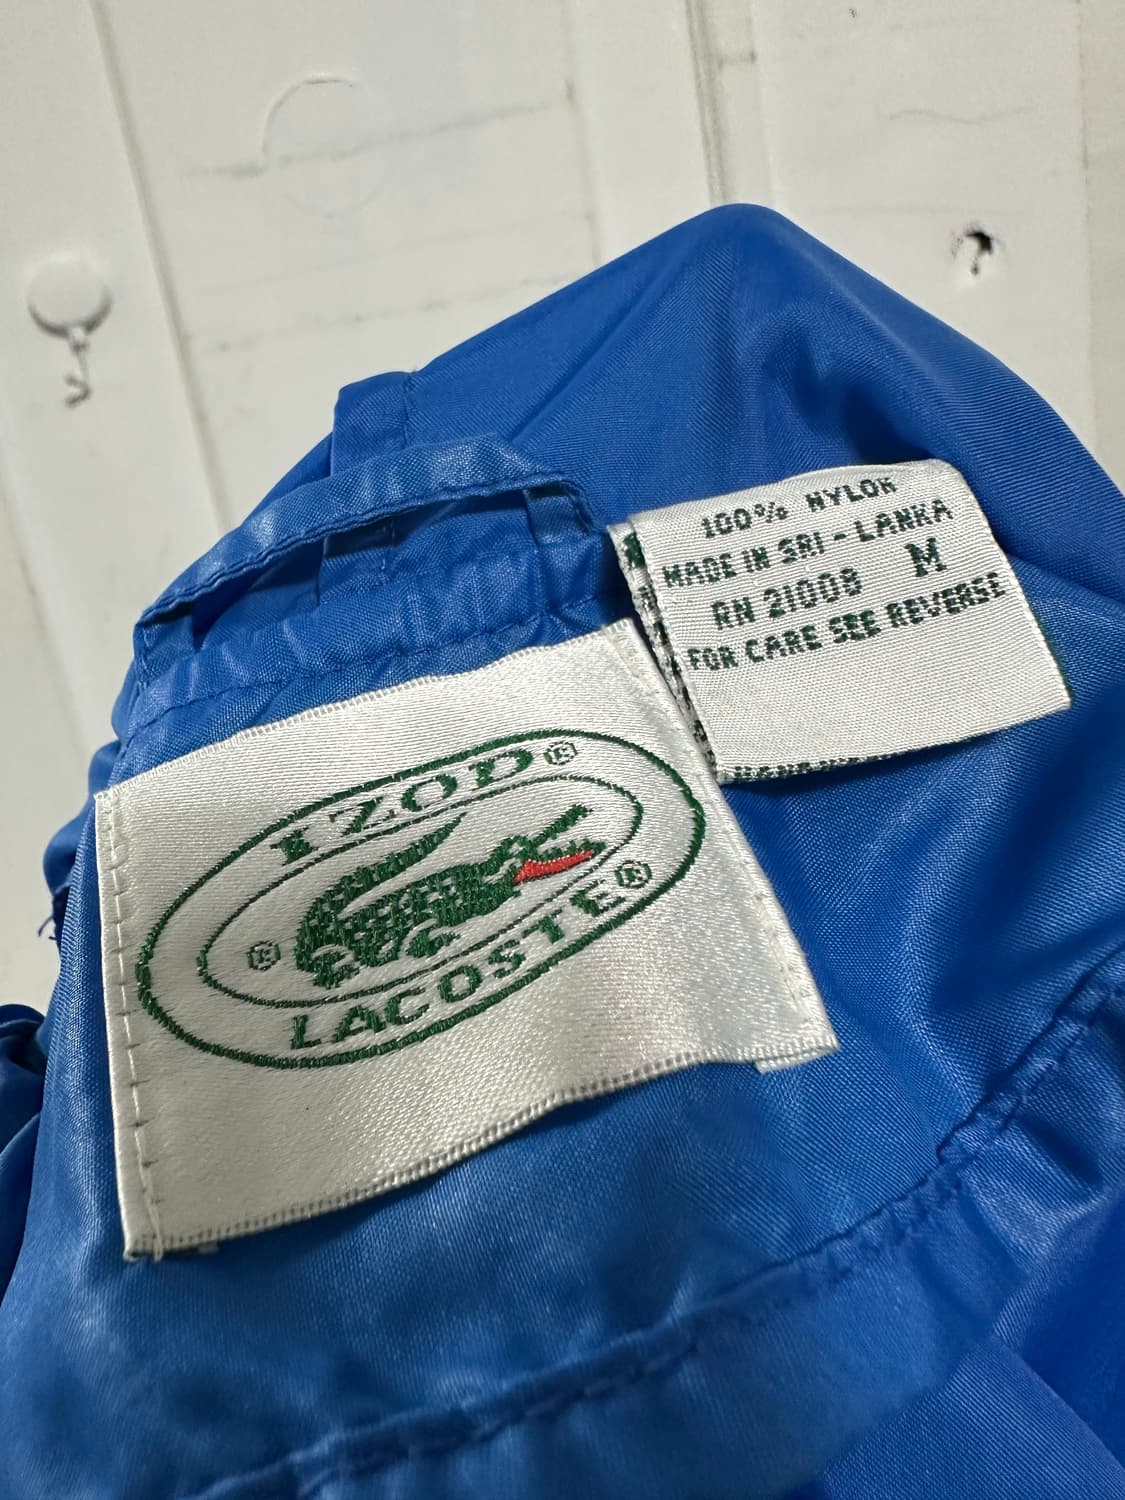 100% NYLON
MADE IN SRI-LANKA
RN 21008 M
FOR CARE SEE REVERSE
IZOD®
®
LACOSTE®